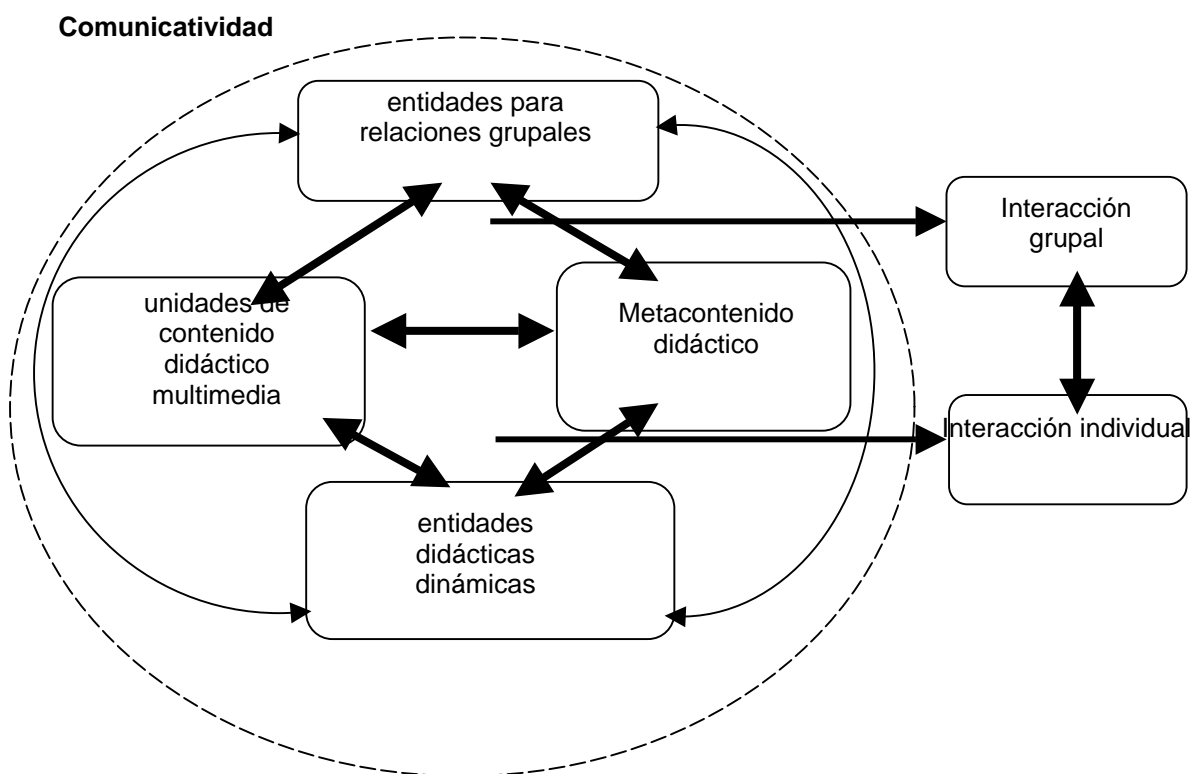 Comunicatividad
entidades para
relaciones grupales
Interacción
grupal
unidades de
contenido
didáctico
multimedia
Metacontenido
didáctico
Interacción individual
entidades
didácticas
dinámicas